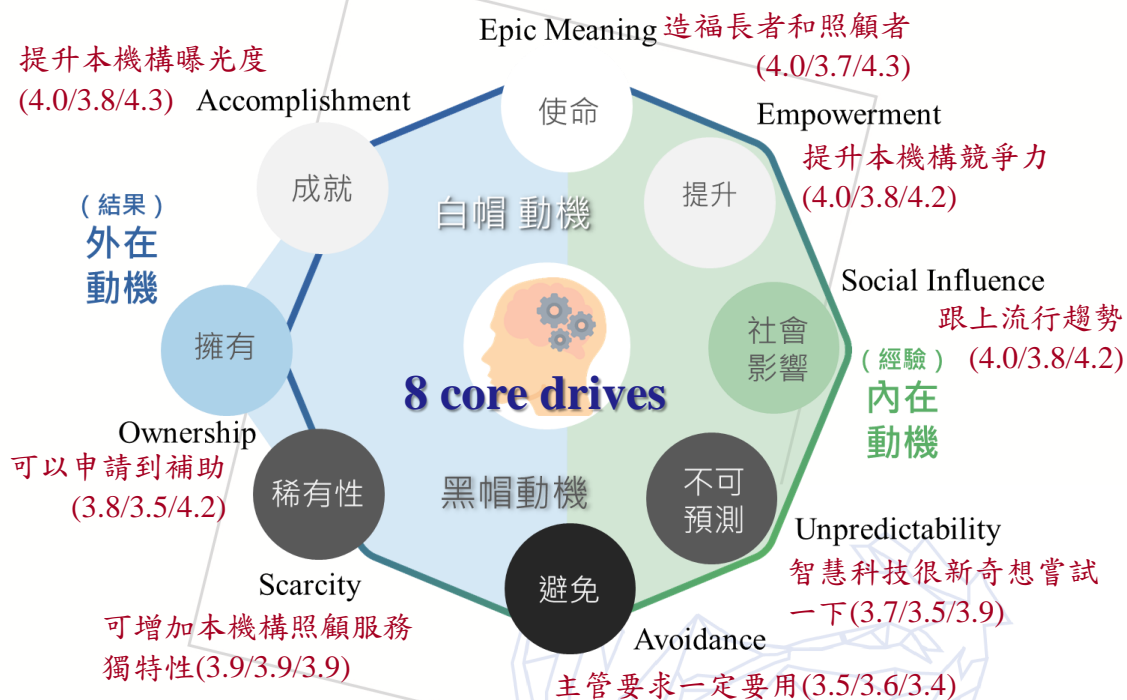 Epic Meaning 造福長者和照顧者
(4.0/3.7/4.3)
提升本機構曝光度
(4.0/3.8/4.3) Accomplishment
使命
Empowerment
提升本機構競爭力
(4.0/3.8/4.2)
成就
提升
白帽 動機
(結果)
外在
動機
Social Influence
跟上流行趨勢
(4.0/3.8/4.2)
擁有
社會
影響
(經驗)
內在
動機
8 core drives
Ownership
可以申請到補助
(3.8/3.5/4.2)
稀有性
黑帽動機
不可
預測
Unpredictability
智慧科技很新奇想嘗試
一下(3.7/3.5/3.9)
Scarcity
可增加本機構照顧服務
獨特性(3.9/3.9/3.9)
避免
Avoidance
主管要求一定要用(3.5/3.6/3.4)